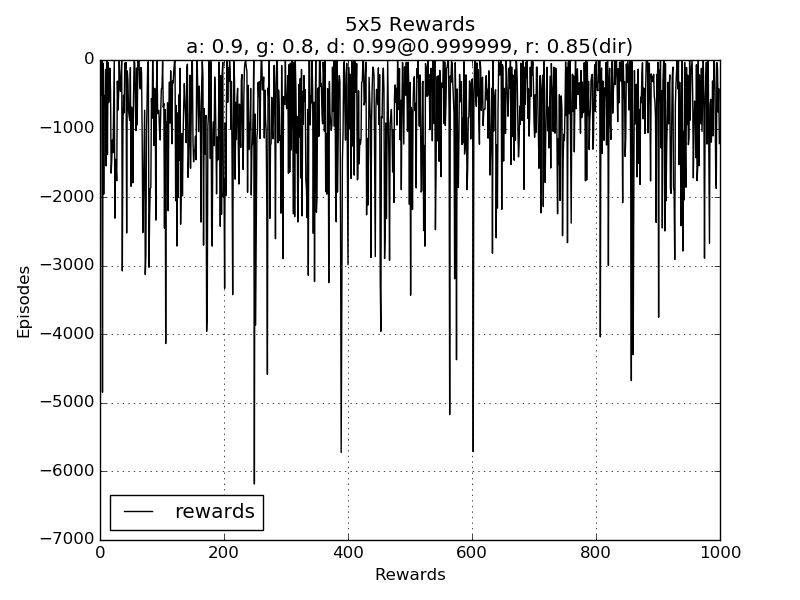 5x5 Rewards
a: 0.9, g: 0.8, d: 0.99@0.999999, r: 0.85(dir)
0
−1000
−2000
−3000
−4000
−5000
−6000
−7000
Episodes
rewards
0 200 400 600 800 1000
Rewards